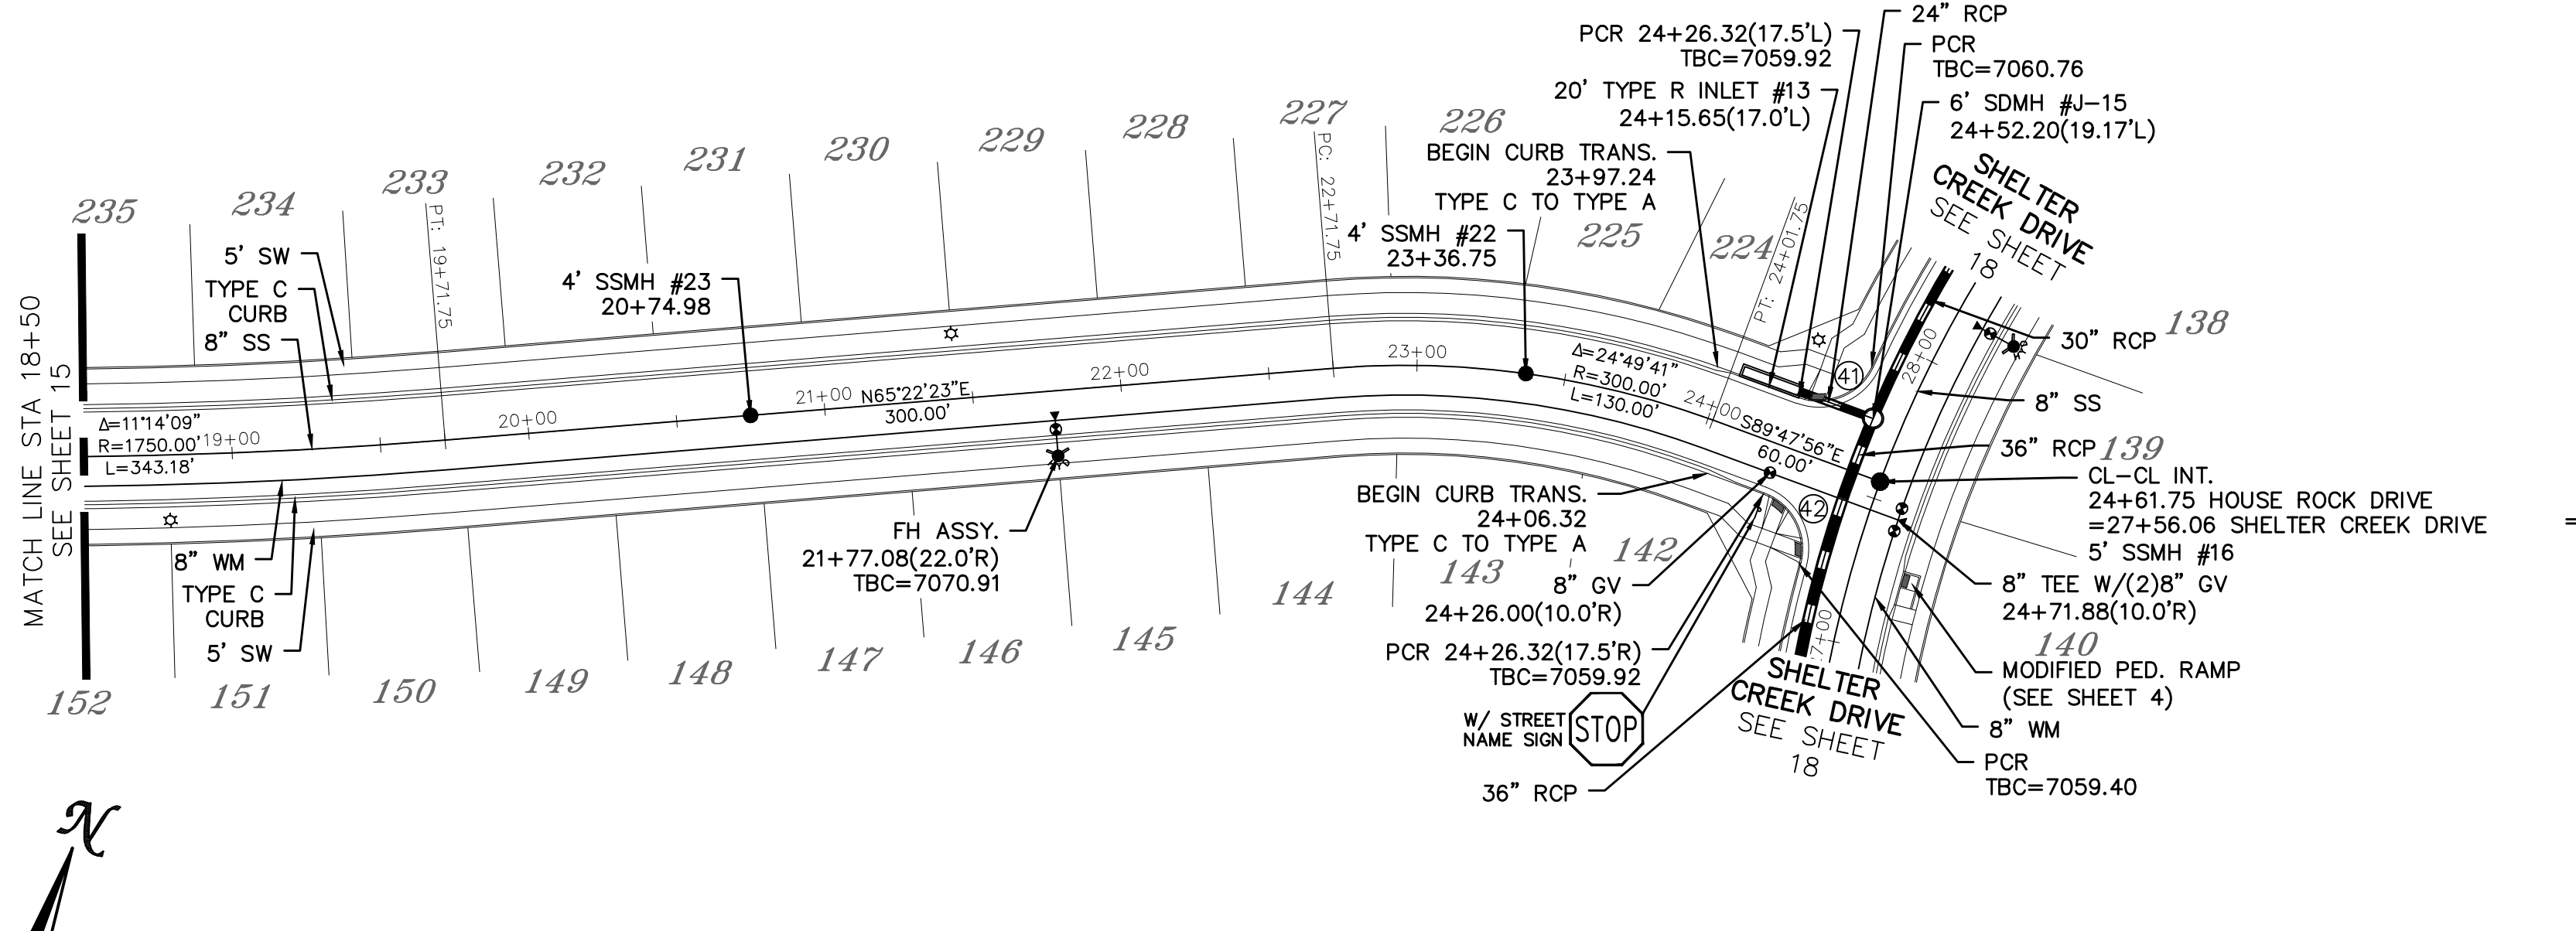 24” RCP
PCR 24+26.32(17.5’L)
TBC=7059.92
PCR
TBC=7060.76
20’ TYPE R INLET #13
24+15.65(17.0’L)
6’ SDMH #J-15
24+52.20(19.17’L)
BEGIN CURB TRANS.
23+97.24
TYPE C TO TYPE A
4’ SSMH #22
23+36.75
SHELTER
CREEK DRIVE
SEE SHEET
18
235
234
233
232
231
230
229
228
227
226
225
224
PT: 19+71.75
PC: 22+71.75
PT: 24+01.75
5’ SW
TYPE C
CURB
8” SS
4’ SSMH #23
20+74.98
MATCH LINE STA 18+50
SEE SHEET 15
Δ=11°14’09”
R=1750.00’
L=343.18’
19+00
20+00
21+00
N65°22’23”E
300.00’
22+00
23+00
Δ=24°49’41”
R=300.00’
L=130.00’
24+00
S89°47’56”E
60.00’
41
42
28+00
138
30” RCP
8” SS
36” RCP
139
CL-CL INT.
24+61.75 HOUSE ROCK DRIVE
=27+56.06 SHELTER CREEK DRIVE
=
5’ SSMH #16
8” TEE W/(2)8” GV
24+71.88(10.0’R)
140
MODIFIED PED. RAMP
(SEE SHEET 4)
8” WM
PCR
TBC=7059.40
8” WM
TYPE C
CURB
5’ SW
FH ASSY.
21+77.08(22.0’R)
TBC=7070.91
BEGIN CURB TRANS.
24+06.32
TYPE C TO TYPE A
8” GV
24+26.00(10.0’R)
PCR 24+26.32(17.5’R)
TBC=7059.92
W/ STREET
NAME SIGN
STOP
36” RCP
7+00
SHELTER
CREEK DRIVE
SEE SHEET
18
152
151
150
149
148
147
146
145
144
143
142
N